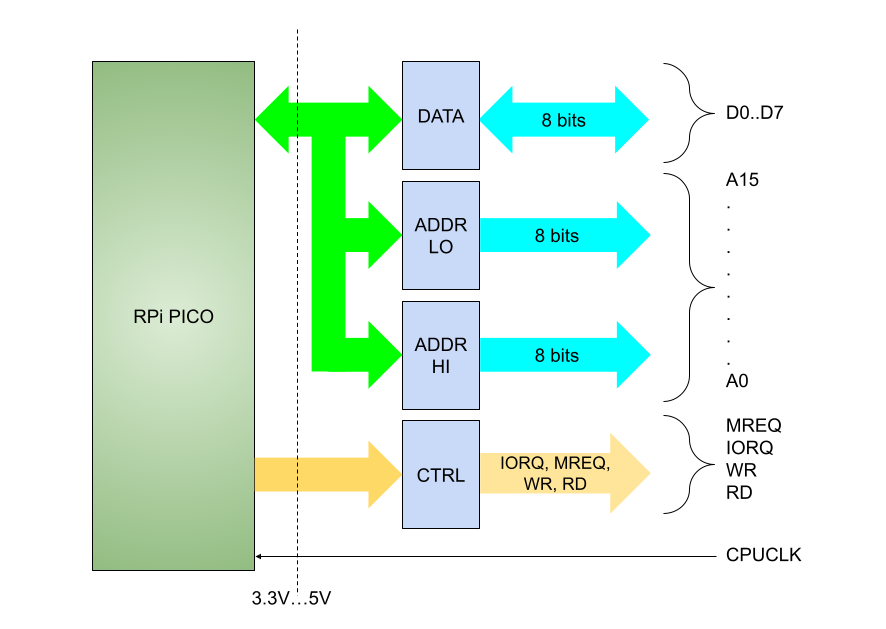 RPi PICO
DATA
8 bits
D0..D7
ADDR
LO
8 bits
A15
.
.
.
.
.
.
.
.
A0
ADDR
HI
8 bits
CTRL
IORQ, MREQ,
WR, RD
MREQ
IORQ
WR
RD
CPUCLK
3.3V...5V